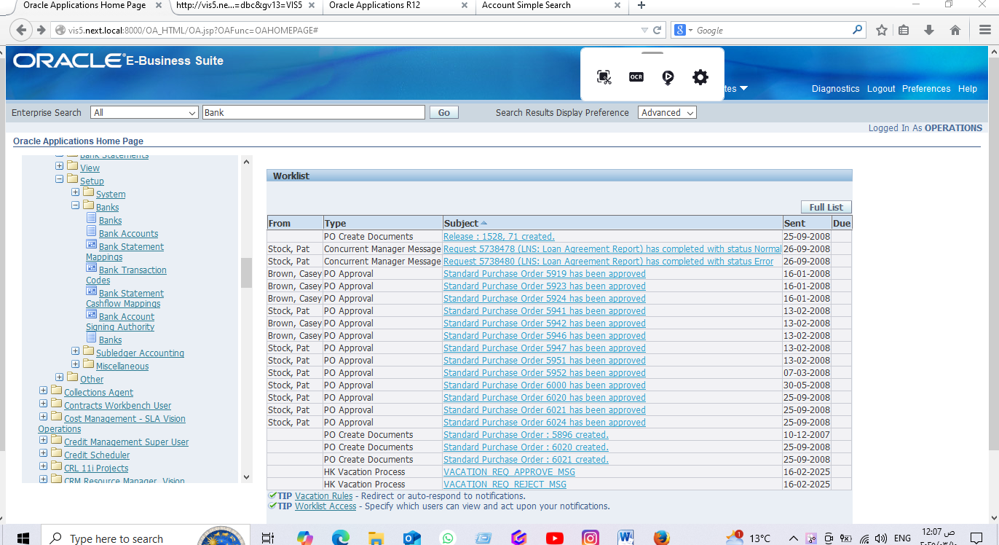 Oracle Applications Home Page × http://vis5.ne...=dbc&gv13=VIS5 × Oracle Applications R12 × Account Simple Search × +
vis5.next.local:8000/OA_HTML/OA.jsp?OAFunc=OAHOMEPAGE# Google
ORACLE® E-Business Suite
OCR
tes
Diagnostics Logout Preferences Help
Enterprise Search All Bank Go Search Results Display Preference Advanced
Logged In As OPERATIONS
Oracle Applications Home Page
Bank Statements
View
Setup
System
Banks
Banks
Bank Accounts
Bank Statement
Mappings
Bank Transaction
Codes
Bank Statement
Cashflow Mappings
Bank Account
Signing Authority
Banks
Subledger Accounting
Miscellaneous
Other
Collections Agent
Contracts Workbench User
Cost Management - SLA Vision
Operations
Credit Management Super User
Credit Scheduler
CRL 11i Projects
CRM Resource Manager, Vision
Worklist
Full List
From Type Subject Sent Due
PO Create Documents Release : 1528, 71 created. 25-09-2008
Stock, Pat Concurrent Manager Message Request 5738478 (LNS: Loan Agreement Report) has completed with status Normal 26-09-2008
Stock, Pat Concurrent Manager Message Request 5738480 (LNS: Loan Agreement Report) has completed with status Error 26-09-2008
Brown, Casey PO Approval Standard Purchase Order 5919 has been approved 16-01-2008
Brown, Casey PO Approval Standard Purchase Order 5923 has been approved 16-01-2008
Brown, Casey PO Approval Standard Purchase Order 5924 has been approved 16-01-2008
Stock, Pat PO Approval Standard Purchase Order 5941 has been approved 13-02-2008
Brown, Casey PO Approval Standard Purchase Order 5942 has been approved 13-02-2008
Brown, Casey PO Approval Standard Purchase Order 5946 has been approved 13-02-2008
Stock, Pat PO Approval Standard Purchase Order 5947 has been approved 13-02-2008
Stock, Pat PO Approval Standard Purchase Order 5951 has been approved 13-02-2008
Stock, Pat PO Approval Standard Purchase Order 5952 has been approved 07-03-2008
Stock, Pat PO Approval Standard Purchase Order 6000 has been approved 30-05-2008
Stock, Pat PO Approval Standard Purchase Order 6020 has been approved 25-09-2008
Stock, Pat PO Approval Standard Purchase Order 6021 has been approved 25-09-2008
Stock, Pat PO Approval Standard Purchase Order 6024 has been approved 25-09-2008
PO Create Documents Standard Purchase Order : 5896 created. 10-12-2007
PO Create Documents Standard Purchase Order : 6020 created. 25-09-2008
PO Create Documents Standard Purchase Order : 6021 created. 25-09-2008
HK Vacation Process VACATION_REQ_APPROVE_MSG 16-02-2025
HK Vacation Process VACATION_REQ_REJECT_MSG 16-02-2025
TIP Vacation Rules - Redirect or auto-respond to notifications.
TIP Worklist Access - Specify which users can view and act upon your notifications.
Type here to search 1 13°C ENG 12:07 ص